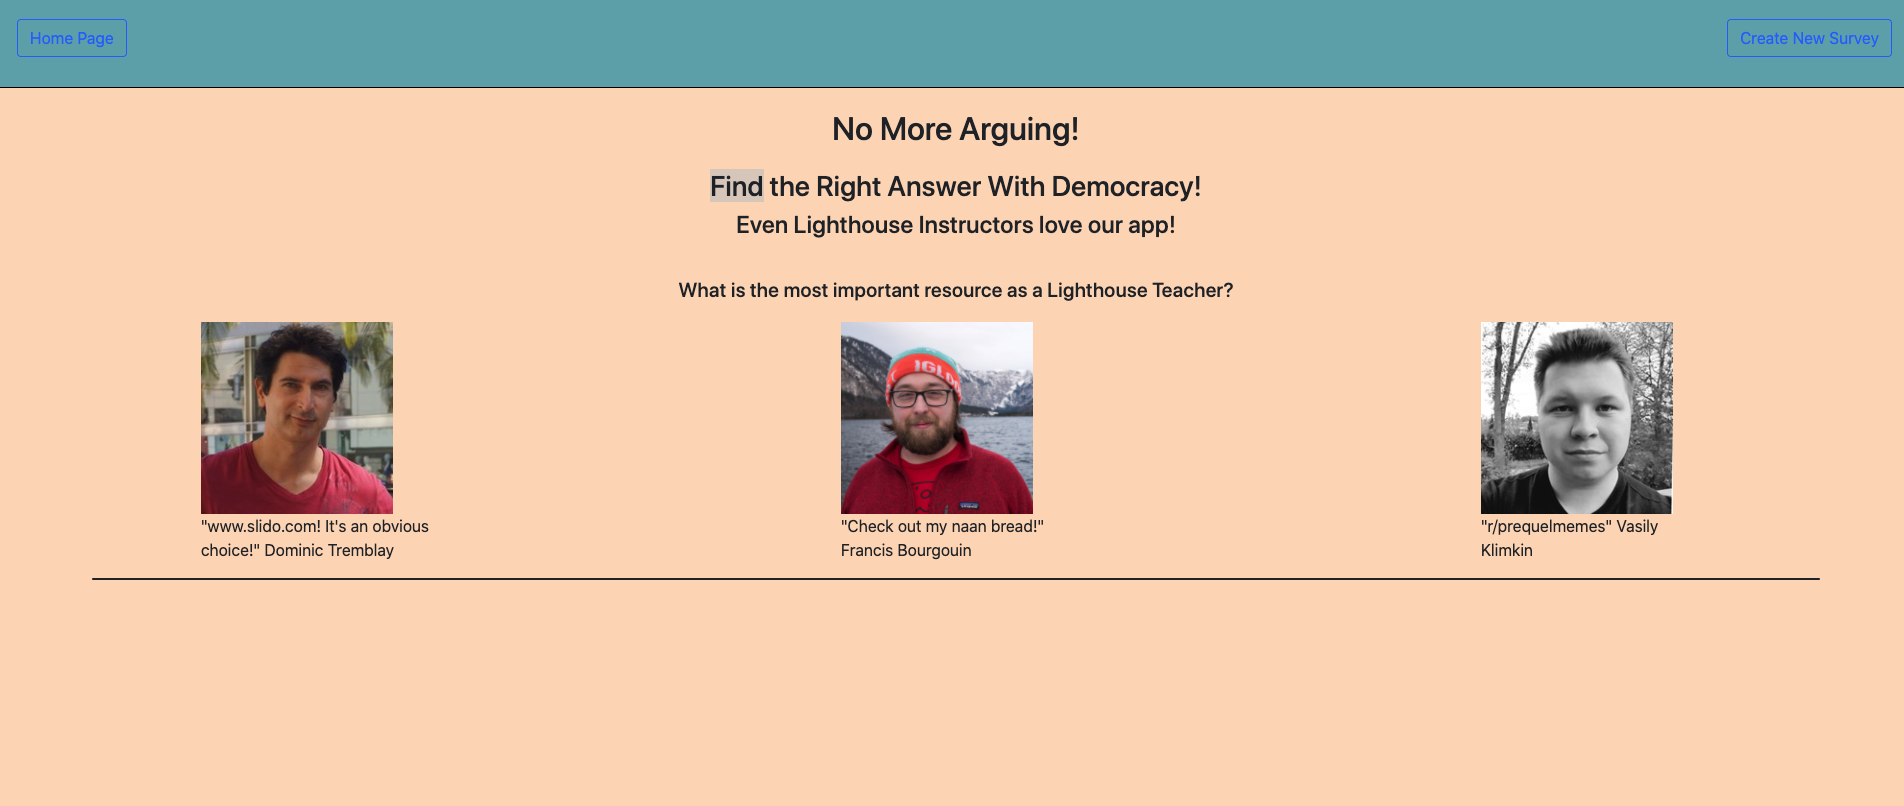 Home Page
Create New Survey
No More Arguing!
Find the Right Answer With Democracy!
Even Lighthouse Instructors love our app!
What is the most important resource as a Lighthouse Teacher?
"www.slido.com! It's an obvious
choice!" Dominic Tremblay
"Check out my naan bread!"
Francis Bourgouin
"r/prequelmemes" Vasily
Klimkin